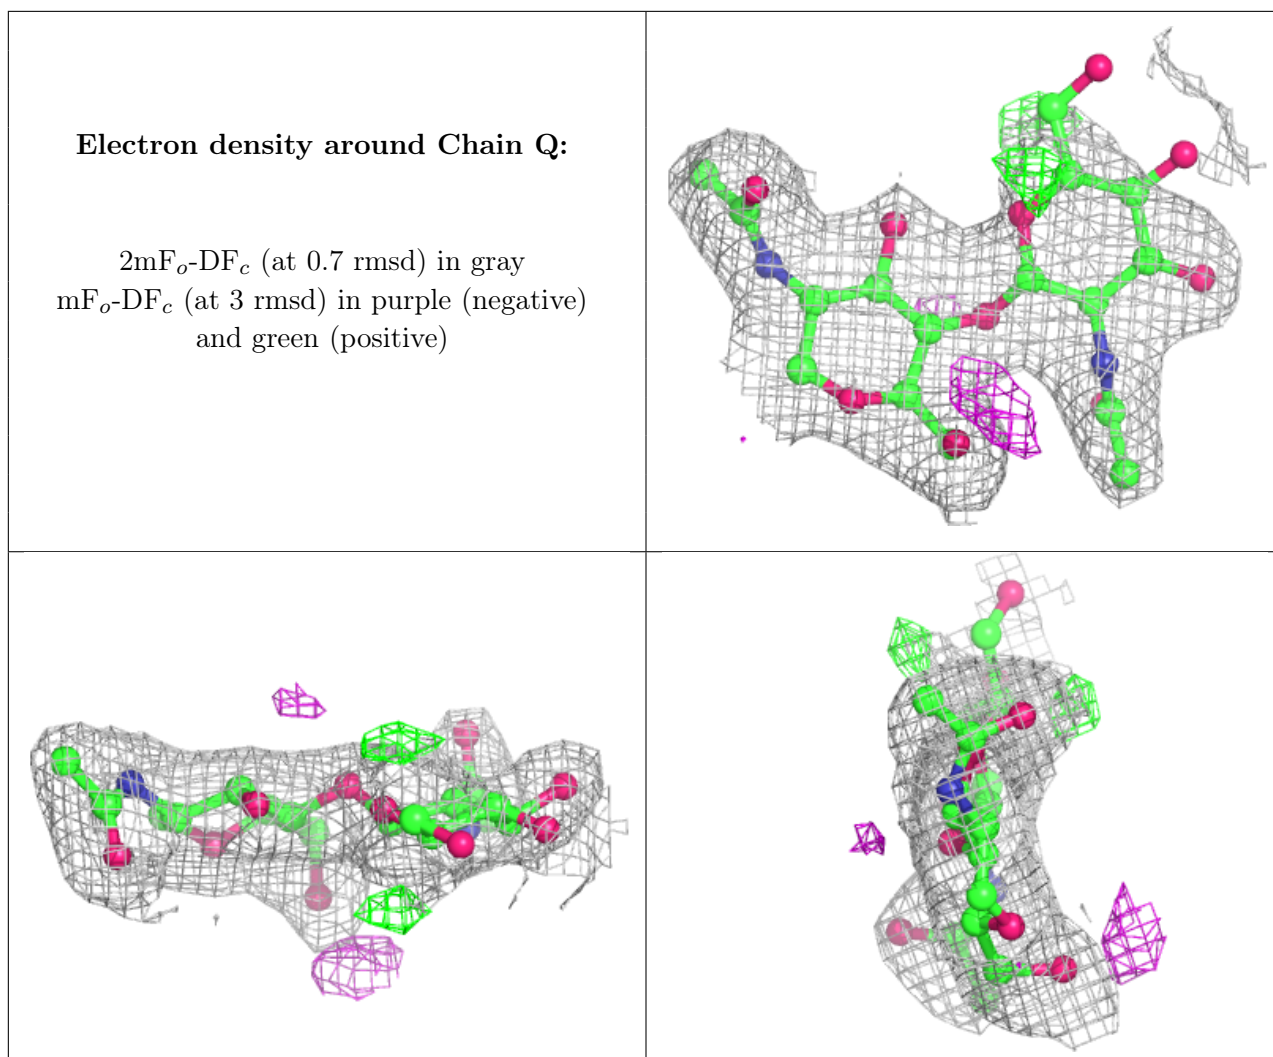 Electron density around Chain Q:
2mFo-DFc (at 0.7 rmsd) in gray
mFo-DFc (at 3 rmsd) in purple (negative)
and green (positive)